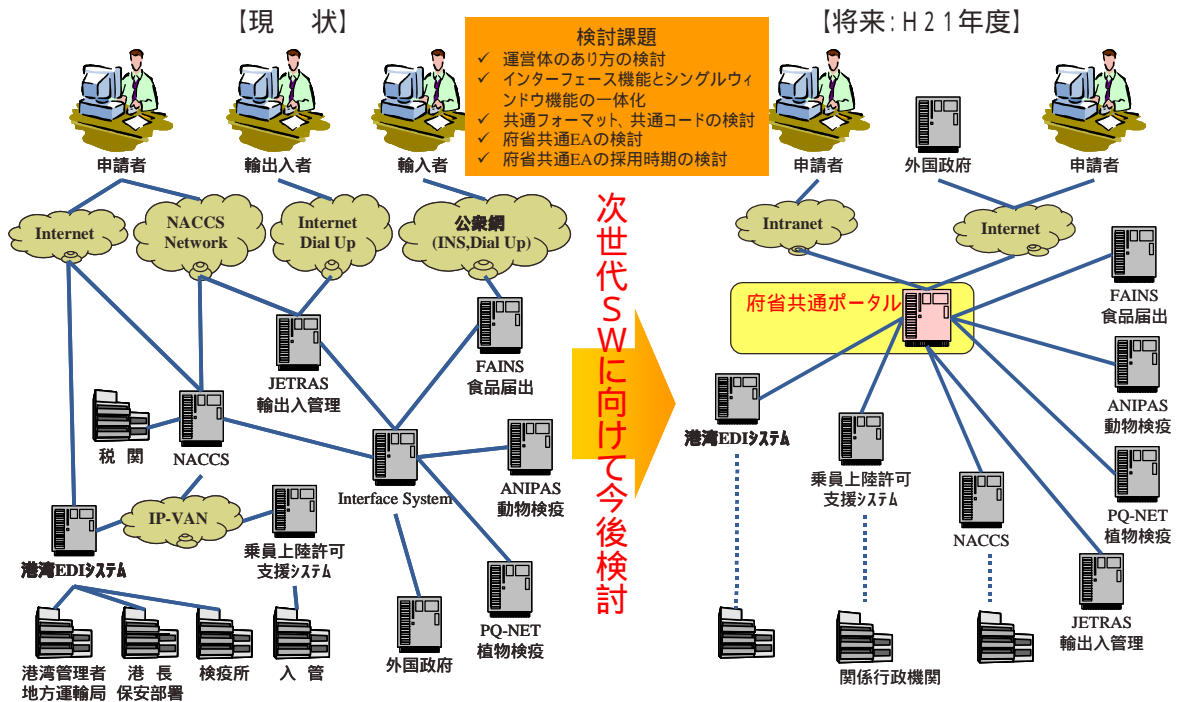 【現　状】
検討課題
✓ 運営体のあり方の検討
✓ インターフェース機能とシングルウィ
ンドウ機能の一体化
✓ 共通フォーマット、共通コードの検討
✓ 府省共通EAの検討
✓ 府省共通EAの採用時期の検討
【将来:H21年度】
申請者
輸出入者
輸入者
Internet
NACCS
Network
Internet
Dial Up
公衆網
(INS,Dial Up)
JETRAS
輸出入管理
FAINS
食品届出
税 関
NACCS
Interface System
ANIPAS
動物検疫
IP-VAN
港湾EDIシステム
乗員上陸許可
支援システム
外国政府
PQ-NET
植物検疫
港湾管理者
地方運輸局
港 長
保安部署
検疫所
入 管
次世代SWに向けて今後検討
申請者
外国政府
申請者
Intranet
Internet
府省共通ポータル
FAINS
食品届出
ANIPAS
動物検疫
港湾EDIシステム
乗員上陸許可
支援システム
NACCS
PQ-NET
植物検疫
JETRAS
輸出入管理
関係行政機関